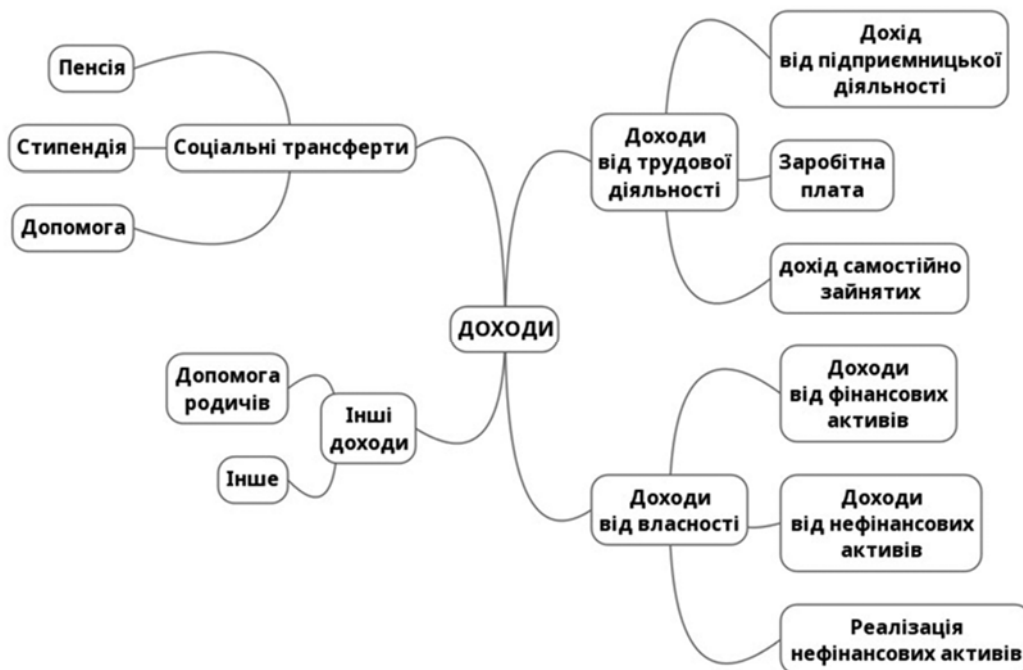 Пенсія
Стипендія
Допомога
Соціальні трансферти
ДОХОДИ
Допомога
родичів
Інше
Інші
доходи
Доходи
від трудової
діяльності
Дохід
від підприємницької
діяльності
Заробітна
плата
дохід самостійно
зайнятих
Доходи
від власності
Доходи
від фінансових
активів
Доходи
від нефінансових
активів
Реалізація
нефінансових активів